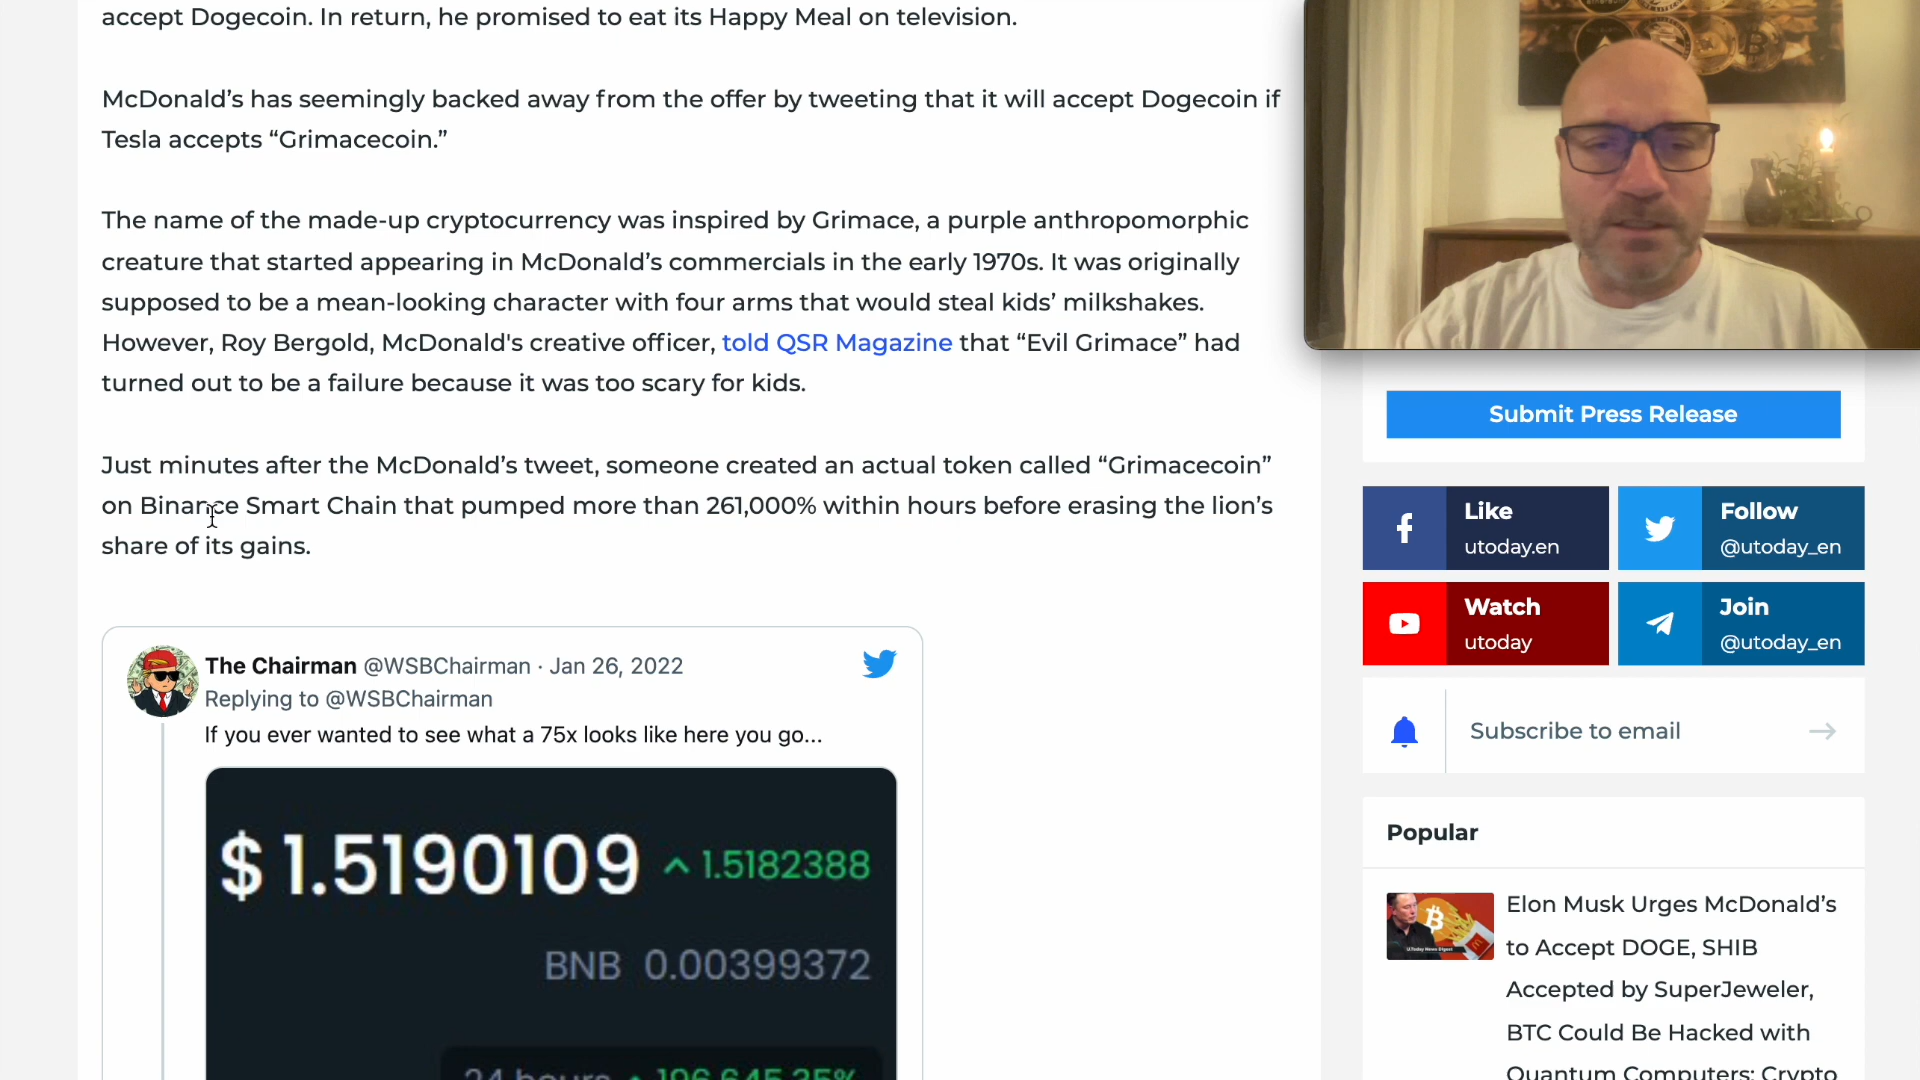 accept Dogecoin. In return, he promised to eat its Happy Meal on television.
McDonald’s has seemingly backed away from the offer by tweeting that it will accept Dogecoin if
Tesla accepts “Grimacecoin.”
The name of the made-up cryptocurrency was inspired by Grimace, a purple anthropomorphic
creature that started appearing in McDonald’s commercials in the early 1970s. It was originally
supposed to be a mean-looking character with four arms that would steal kids’ milkshakes.
However, Roy Bergold, McDonald's creative officer, told QSR Magazine that “Evil Grimace” had
turned out to be a failure because it was too scary for kids.
Just minutes after the McDonald’s tweet, someone created an actual token called “Grimacecoin”
on Binance Smart Chain that pumped more than 261,000% within hours before erasing the lion’s
share of its gains.
The Chairman @WSBChairman · Jan 26, 2022
Replying to @WSBChairman
If you ever wanted to see what a 75x looks like here you go...
$1.5190109 1.5182388
BNB 0.00399372
24 hours 196,645.35%
Submit Press Release
Like
utoday.en
Follow
@utoday_en
Watch
utoday
Join
@utoday_en
Subscribe to email
Popular
Elon Musk Urges McDonald’s
to Accept DOGE, SHIB
Accepted by SuperJeweler,
BTC Could Be Hacked with
Quantum Computers: Crypto